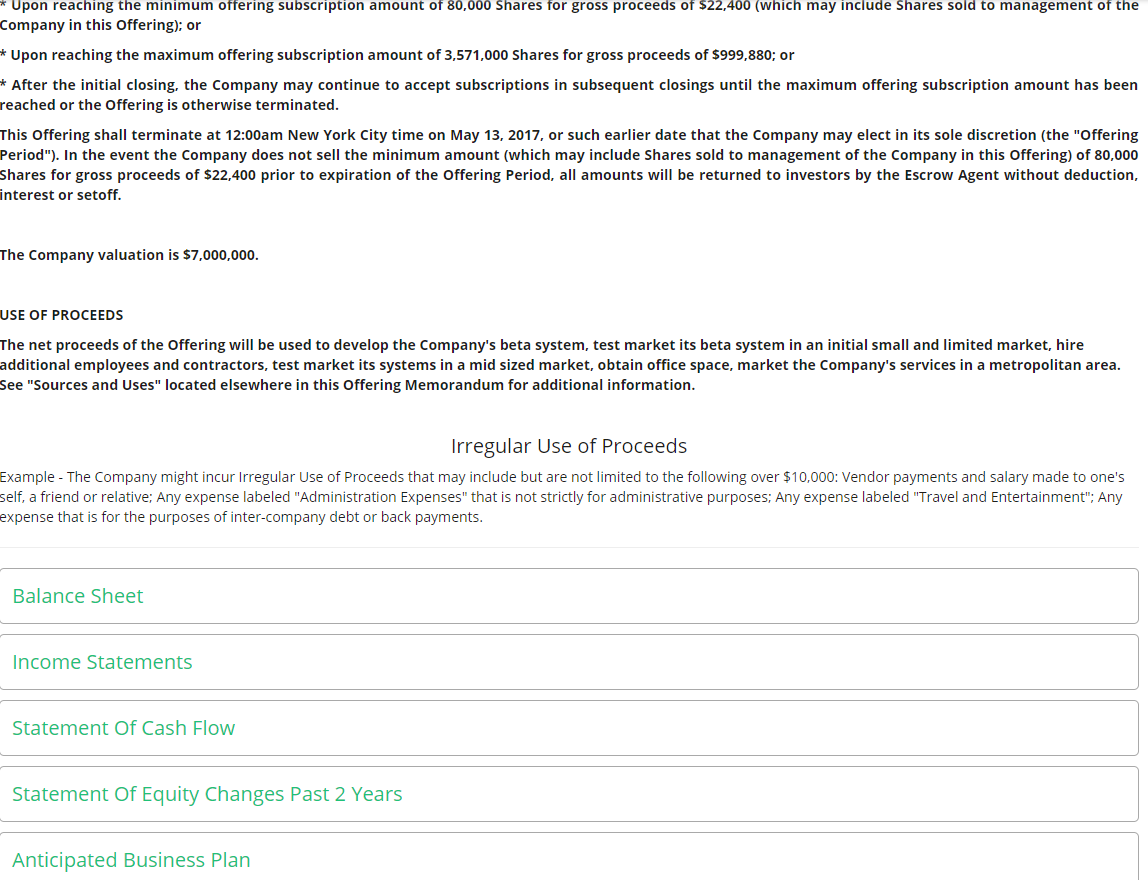 * Upon reaching the minimum offering subscription amount of 80,000 Shares for gross proceeds of $22,400 (which may include Shares sold to management of the
Company in this Offering); or
* Upon reaching the maximum offering subscription amount of 3,571,000 Shares for gross proceeds of $999,880; or
* After the initial closing, the Company may continue to accept subscriptions in subsequent closings until the maximum offering subscription amount has been
reached or the Offering is otherwise terminated.
This Offering shall terminate at 12:00am New York City time on May 13, 2017, or such earlier date that the Company may elect in its sole discretion (the "Offering
Period"). In the event the Company does not sell the minimum amount (which may include Shares sold to management of the Company in this Offering) of 80,000
Shares for gross proceeds of $22,400 prior to expiration of the Offering Period, all amounts will be returned to investors by the Escrow Agent without deduction,
interest or setoff.
The Company valuation is $7,000,000.
USE OF PROCEEDS
The net proceeds of the Offering will be used to develop the Company's beta system, test market its beta system in an initial small and limited market, hire
additional employees and contractors, test market its systems in a mid sized market, obtain office space, market the Company's services in a metropolitan area.
See "Sources and Uses" located elsewhere in this Offering Memorandum for additional information.
Irregular Use of Proceeds
Example - The Company might incur Irregular Use of Proceeds that may include but are not limited to the following over $10,000: Vendor payments and salary made to one's
self, a friend or relative; Any expense labeled "Administration Expenses" that is not strictly for administrative purposes; Any expense labeled "Travel and Entertainment"; Any
expense that is for the purposes of inter-company debt or back payments.
Balance Sheet
Income Statements
Statement Of Cash Flow
Statement Of Equity Changes Past 2 Years
Anticipated Business Plan